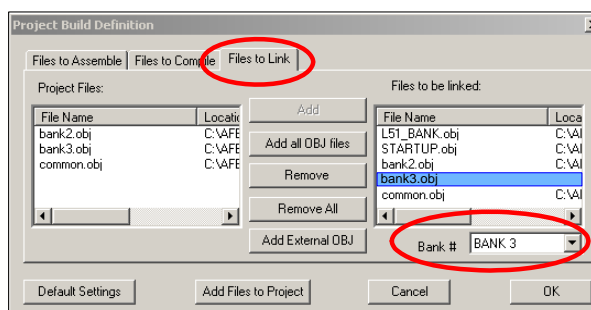 Project Build Definition
Files to Assemble
Files to Compile
Files to Link
Project Files:
File Name
bank2.obj C:\AFE
bank3.obj C:\AFE
common.obj C:\AFE
Add
Add all OBJ files
Remove
Remove All
Add External OBJ
Files to be linked:
File Name
L51_BANK.obj
STARTUP.obj
bank2.obj
bank3.obj
common.obj
Bank # BANK 3
Default Settings
Add Files to Project
Cancel
OK